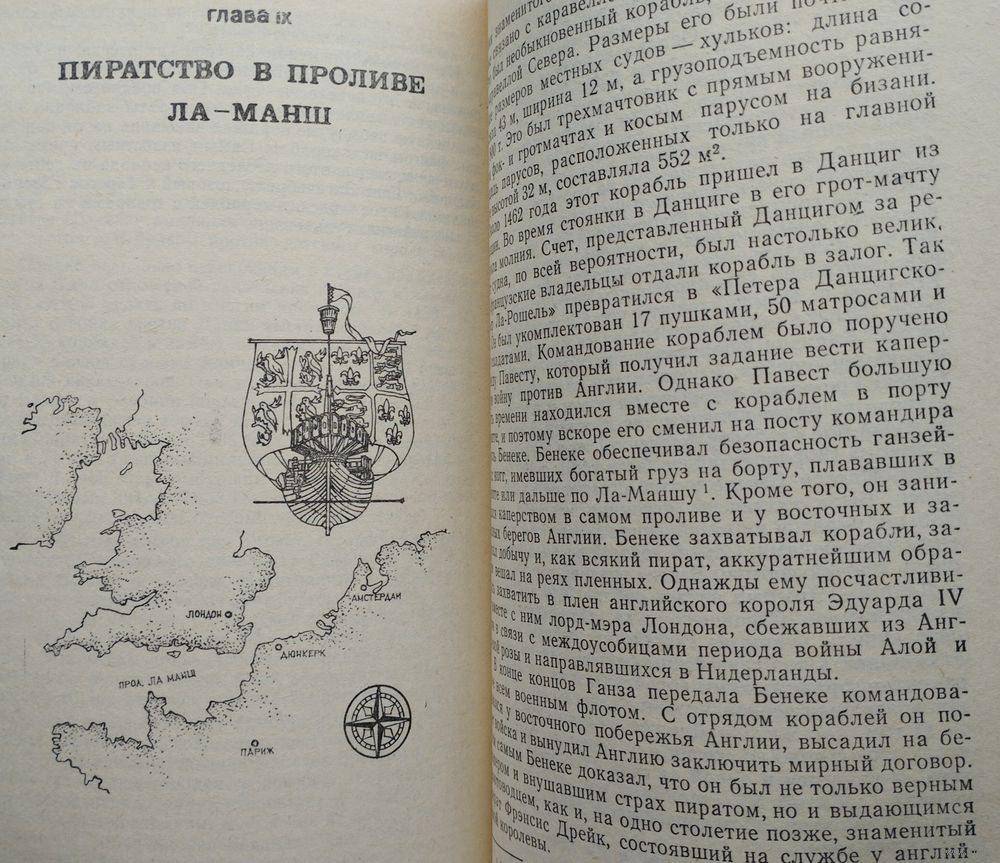 глава IX
ПИРАТСТВО В ПРОЛИВЕ
ЛА-МАНШ
ЛОНДОН
АМСТЕРДАМ
ДЮНКЕРК
ПРОЛ. ЛА МАНШ
ПАРИЖ
знаменитого
с каравеллой
необыкновенный корабль,
Севера. Размеры его были
размеров местных судов — хульков: длина со-
43 м, ширина 12 м, а грузоподъемность равня-
т. Это был трехмачтовик с прямым вооружени
фок- и гротмачтах и косым парусом на бизани.
парусов, расположенных только на главной
высотой 32 м, составляла 552 м².
1462 года этот корабль пришел в Данциг из
Во время стоянки в Данциге в его грот-мачту
молния. Счет, представленный Данцигом за ре-
судна, по всей вероятности, был настолько велик,
владельцы отдали корабль в залог. Так
Ла-Рошель» превратился в «Петера Данцигско-
был укомплектован 17 пушками, 50 матросами и
Командование кораблем было поручено
Павесту, который получил задание вести капер-
войну против Англии. Однако Павест большую
времени находился вместе с кораблем в порту
и поэтому вскоре его сменил на посту командира
Бенеке. Бенеке обеспечивал безопасность ганзей-
когг, имевших богатый груз на борту, плававших в
или дальше по Ла-Маншу ¹. Кроме того, он зани-
каперством в самом проливе и у восточных и за-
берегов Англии. Бенеке захватывал корабли, за-
добычу и, как всякий пират, аккуратнейшим обра-
вешал на реях пленных. Однажды ему посчастливи-
захватить в плен английского короля Эдуарда IV
с ним лорд-мэра Лондона, сбежавших из Анг-
в связи с междоусобицами периода войны Алой и
розы и направлявшихся в Нидерланды.
В конце концов Ганза передала Бенеке командова-
всем военным флотом. С отрядом кораблей он по-
у восточного побережья Англии, высадил на бе-
войска и вынудил Англию заключить мирный договор.
самым Бенеке доказал, что он был не только верным
и внушавшим страх пиратом, но и выдающимся
как и, на одно столетие позже, знаменитый
Фрэнсис Дрейк, состоявший на службе у англий-
королевы.